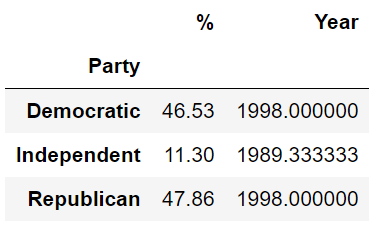 % Year
Party
Democratic 46.53 1998.000000
Independent 11.30 1989.333333
Republican 47.86 1998.000000